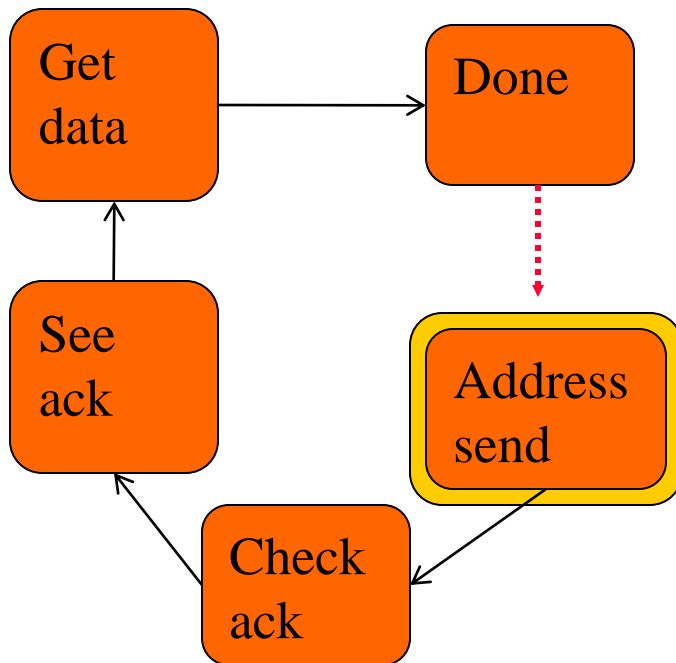 Get
data
Done
See
ack
Address
send
Check
ack